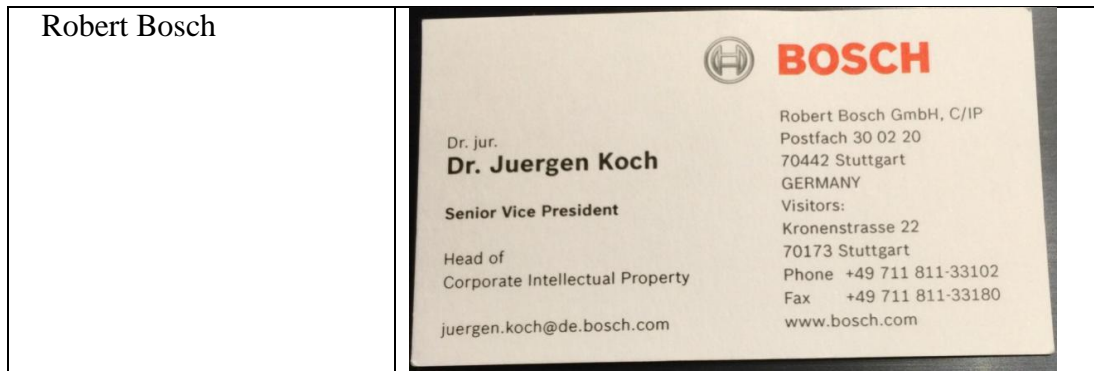 Robert Bosch
BOSCH
Dr. jur.
Dr. Juergen Koch
Senior Vice President
Head of
Corporate Intellectual Property
juergen.koch@de.bosch.com
Robert Bosch GmbH, C/IP
Postfach 30 02 20
70442 Stuttgart
GERMANY
Visitors:
Kronenstrasse 22
70173 Stuttgart
Phone +49 711 811-33102
Fax +49 711 811-33180
www.bosch.com